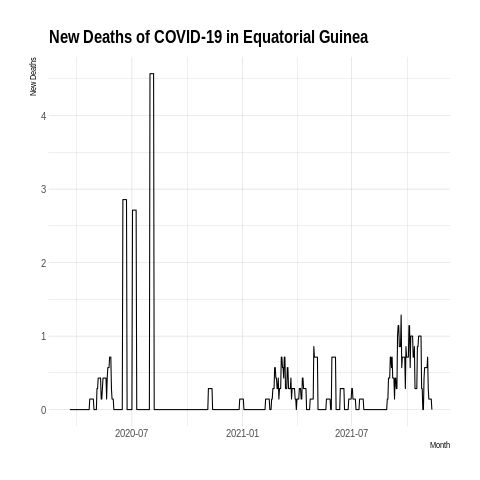 New Deaths of COVID-19 in Equatorial Guinea
New Deaths
4
3
2
1
0
2020-07
2021-01
2021-07
Month